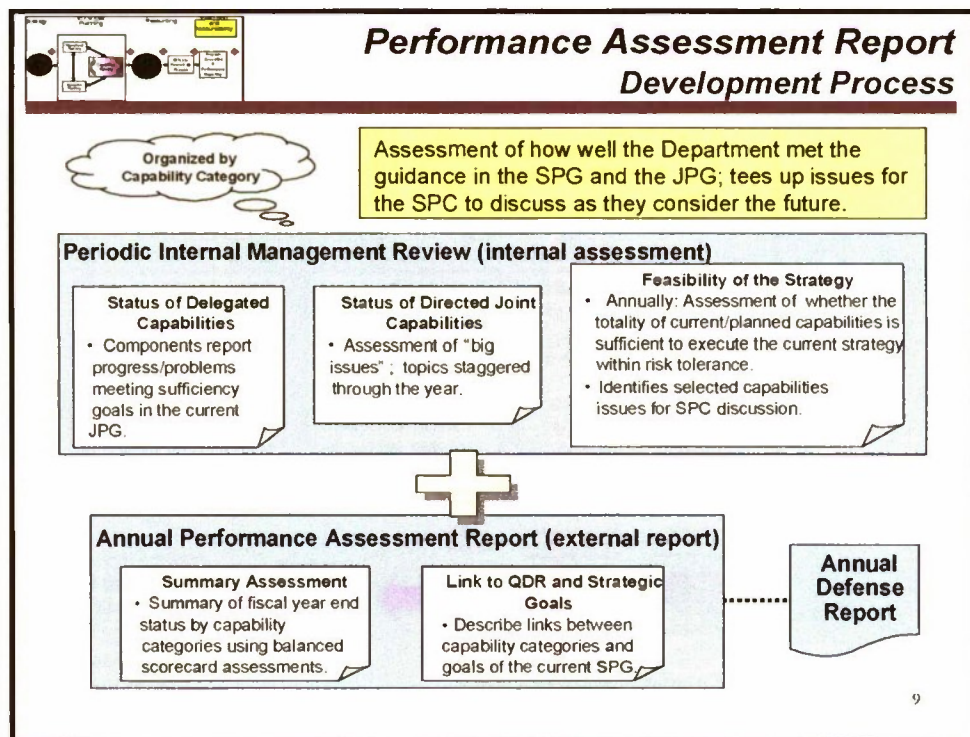 Performance Assessment Report
Development Process
Organized by
Capability Category
Assessment of how well the Department met the
guidance in the SPG and the JPG; tees up issues for
the SPC to discuss as they consider the future.
Periodic Internal Management Review (internal assessment)
Status of Delegated
Capabilities
• Components report
progress/problems
meeting sufficiency
goals in the current
JPG.
Status of Directed Joint
Capabilities
• Assessment of "big
issues" ; topics staggered
through the year.
Feasibility of the Strategy
• Annually: Assessment of whether the
totality of current/planned capabilities is
sufficient to execute the current strategy
within risk tolerance.
• Identifies selected capabilities
issues for SPC discussion.
Annual Performance Assessment Report (external report)
Summary Assessment
• Summary of fiscal year end
status by capability
categories using balanced
scorecard assessments.
Link to QDR and Strategic
Goals
• Describe links between
capability categories and
goals of the current SPG.
Annual
Defense
Report
9